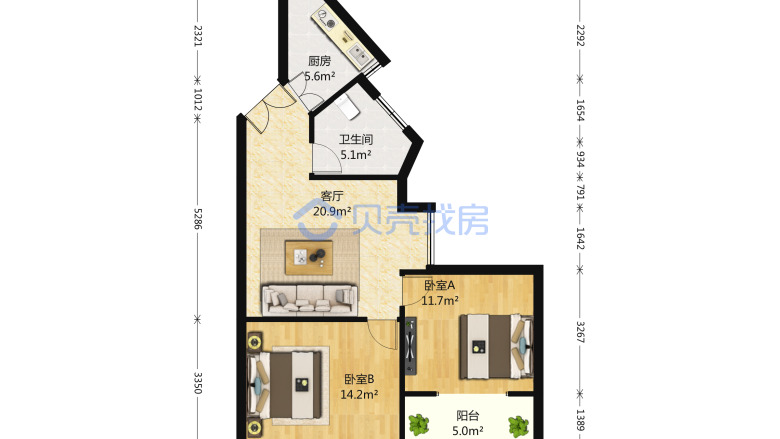 2321
2292
厨房
5.6m²
1012
1654
卫生间
5.1m²
934
791
客厅
20.9m²
贝壳找房
5286
1642
卧室A
11.7m²
3267
卧室B
14.2m²
3350
阳台
5.0m²
1389